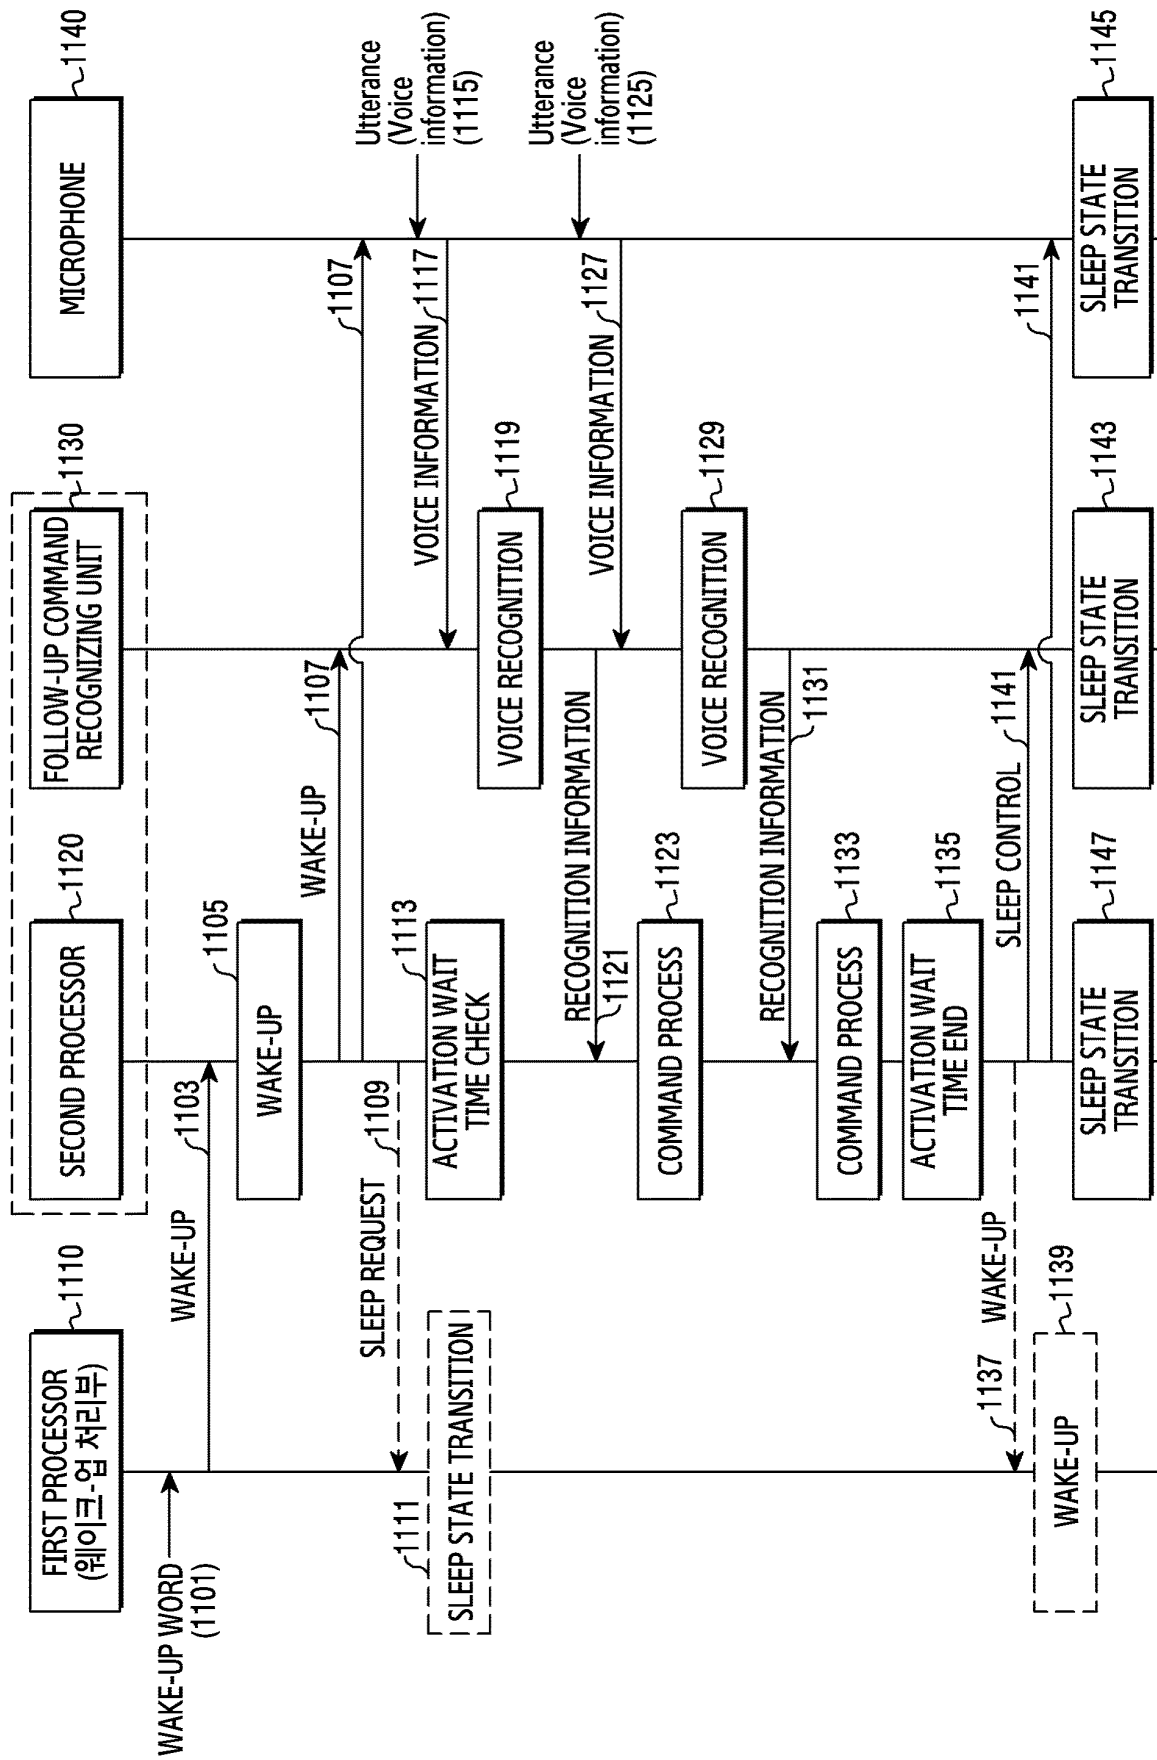 FIRST PROCESSOR
(웨이크-업 처리부)
1110
SECOND PROCESSOR
1120
FOLLOW-UP COMMAND
RECOGNIZING UNIT
1130
MICROPHONE
1140
WAKE-UP WORD
(1101)
WAKE-UP
1103
WAKE-UP
1105
WAKE-UP
1107
1107
SLEEP REQUEST
1109
1111
SLEEP STATE TRANSITION
ACTIVATION WAIT
TIME CHECK
1113
Utterance
(Voice
information)
(1115)
VOICE INFORMATION
1117
VOICE RECOGNITION
1119
RECOGNITION INFORMATION
1121
Utterance
(Voice
information)
(1125)
VOICE INFORMATION
1127
COMMAND PROCESS
1123
VOICE RECOGNITION
1129
RECOGNITION INFORMATION
1131
COMMAND PROCESS
1133
ACTIVATION WAIT
TIME END
1135
1137
WAKE-UP
SLEEP CONTROL
1141
1141
WAKE-UP
1139
SLEEP STATE
TRANSITION
1147
SLEEP STATE
TRANSITION
1143
SLEEP STATE
TRANSITION
1145